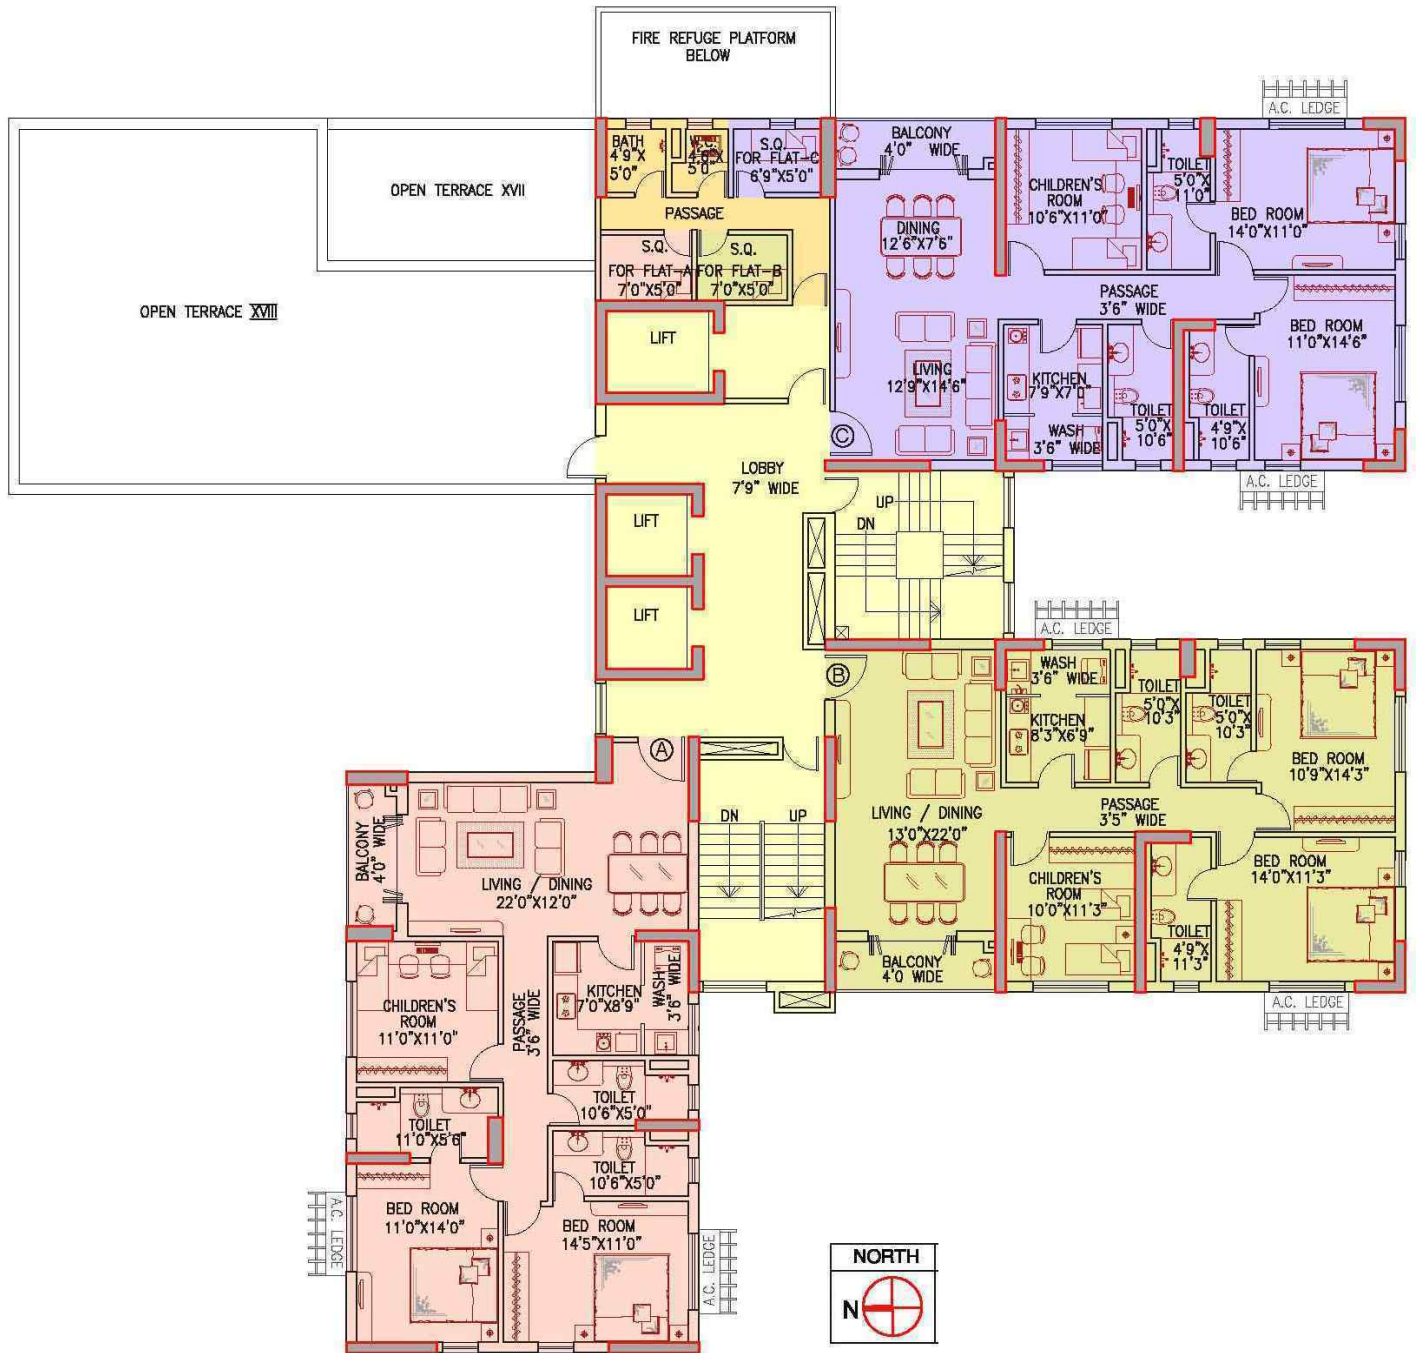 FIRE REFUGE PLATFORM
BELOW
OPEN TERRACE XVII
OPEN TERRACE XVIII
BATH
4'9"X
5'0"
W.C.
4'6"X
5'0
S.Q.
FOR FLAT-C
6'9"X5'0"
PASSAGE
S.Q.
FOR FLAT-A
7'0"X5'0"
S.Q.
FOR FLAT-B
7'0"X5'0"
LIFT
LOBBY
7'9" WIDE
LIFT
LIFT
BALCONY
4'0" WIDE
DINING
12'6"X7'6"
LIVING
12'9"X14'6"
C
CHILDREN'S
ROOM
10'6"X11'0"
TOILET
5'0"X
11'0"
A.C. LEDGE
BED ROOM
14'0"X11'0"
PASSAGE
3'6" WIDE
BED ROOM
11'0"X14'6"
KITCHEN
7'9"X7'0"
WASH
3'6" WIDE
TOILET
5'0"X
10'6"
TOILET
4'9"X
10'6"
A.C. LEDGE
UP
DN
A.C. LEDGE
B
WASH
3'6" WIDE
KITCHEN
8'3"X6'9"
TOILET
5'0"X
10'3"
TOILET
5'0"X
10'3"
BED ROOM
10'9"X14'3"
PASSAGE
3'5" WIDE
LIVING / DINING
13'0"X22'0"
CHILDREN'S
ROOM
10'0"X11'3"
TOILET
4'9"X
11'3"
BED ROOM
14'0"X11'3"
BALCONY
4'0 WIDE
A.C. LEDGE
DN
UP
A
BALCONY
4'0" WIDE
LIVING / DINING
22'0"X12'0"
CHILDREN'S
ROOM
11'0"X11'0"
PASSAGE
3'6" WIDE
KITCHEN
7'0"X8'9"
WASH
3'6" WIDE
TOILET
10'6"X5'0"
TOILET
11'0"X5'6"
TOILET
10'6"X5'0"
BED ROOM
11'0"X14'0"
BED ROOM
14'5"X11'0"
A.C. LEDGE
A.C. LEDGE
NORTH
N